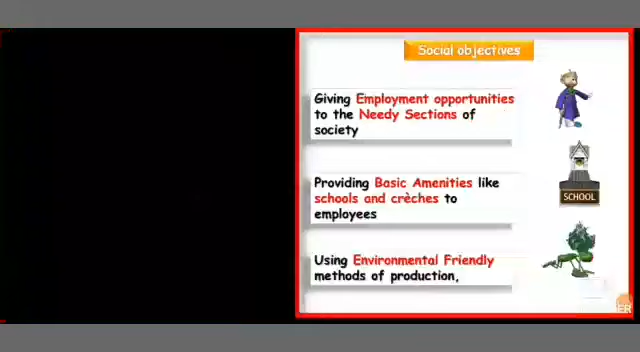 Social objectives
Giving Employment opportunities
to the Needy Sections of
society
Providing Basic Amenities like
schools and crèches to
employees
SCHOOL
Using Environmental Friendly
methods of production,
ER